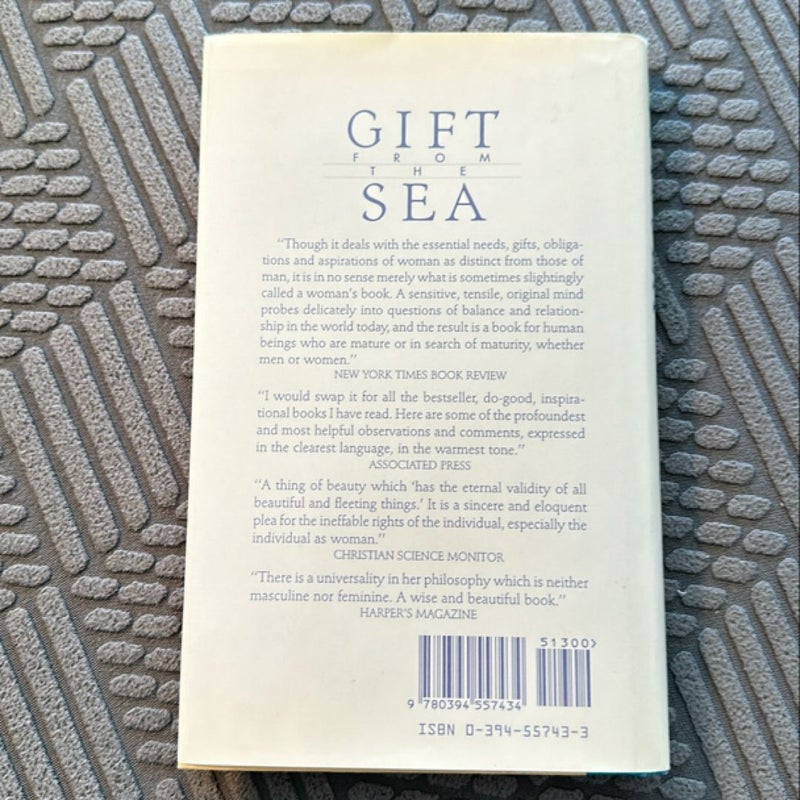 GIFT
FROM
THE
SEA
"Though it deals with the essential needs, gifts, obliga-
tions and aspirations of woman as distinct from those of
man, it is in no sense merely what is sometimes slightingly
called a woman's book. A sensitive, tensile, original mind
probes delicately into questions of balance and relation-
ship in the world today, and the result is a book for human
beings who are mature or in search of maturity, whether
men or women."
NEW YORK TIMES BOOK REVIEW
"I would swap it for all the bestseller, do-good, inspira-
tional books I have read. Here are some of the profoundest
and most helpful observations and comments, expressed
in the clearest language, in the warmest tone."
ASSOCIATED PRESS
"A thing of beauty which 'has the eternal validity of all
beautiful and fleeting things.' It is a sincere and eloquent
plea for the ineffable rights of the individual, especially the
individual as woman."
CHRISTIAN SCIENCE MONITOR
"There is a universality in her philosophy which is neither
masculine nor feminine. A wise and beautiful book."
HARPER'S MAGAZINE
51300>
9 780394 557434
ISBN 0-394-55743-3